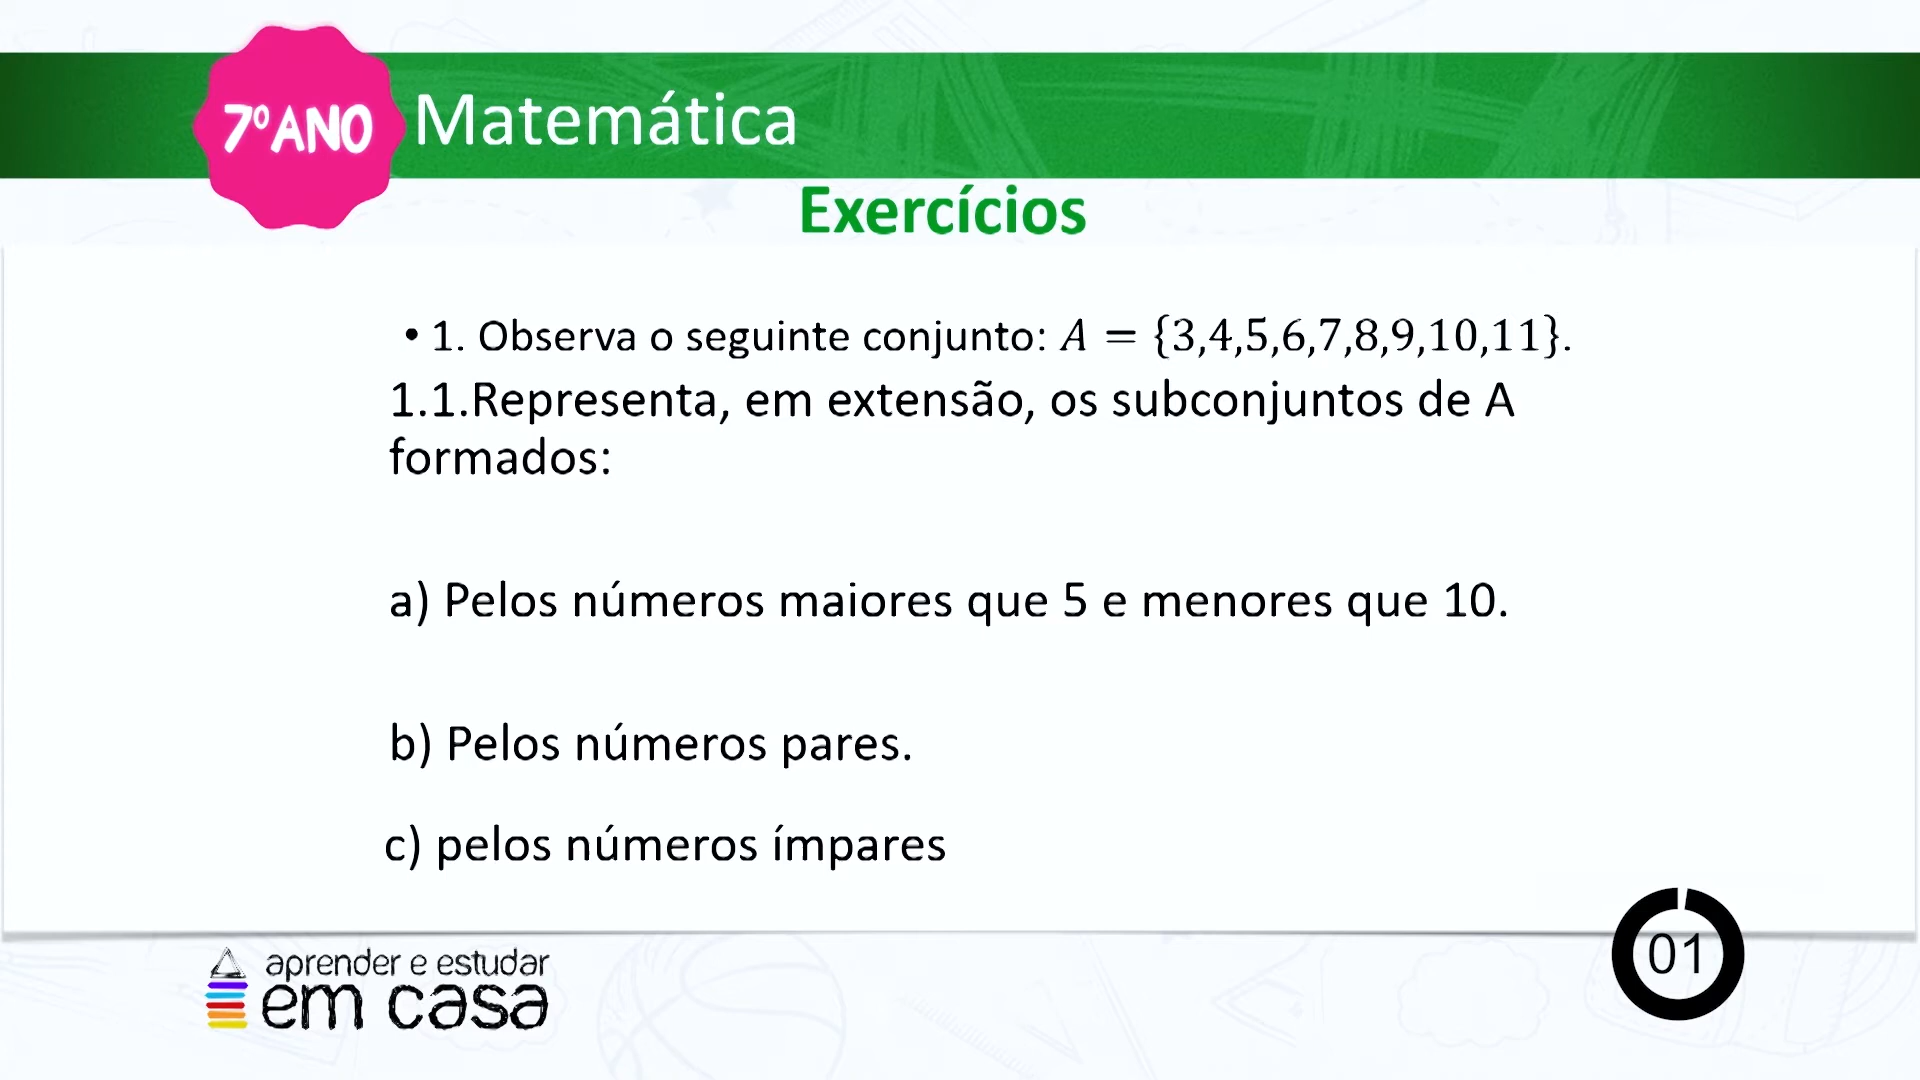 7ºANO Matemática
Exercícios
• 1. Observa o seguinte conjunto: A = {3,4,5,6,7,8,9,10,11}.
1.1.Representa, em extensão, os subconjuntos de A
formados:
a) Pelos números maiores que 5 e menores que 10.
b) Pelos números pares.
c) pelos números ímpares
01
aprender e estudar
em casa